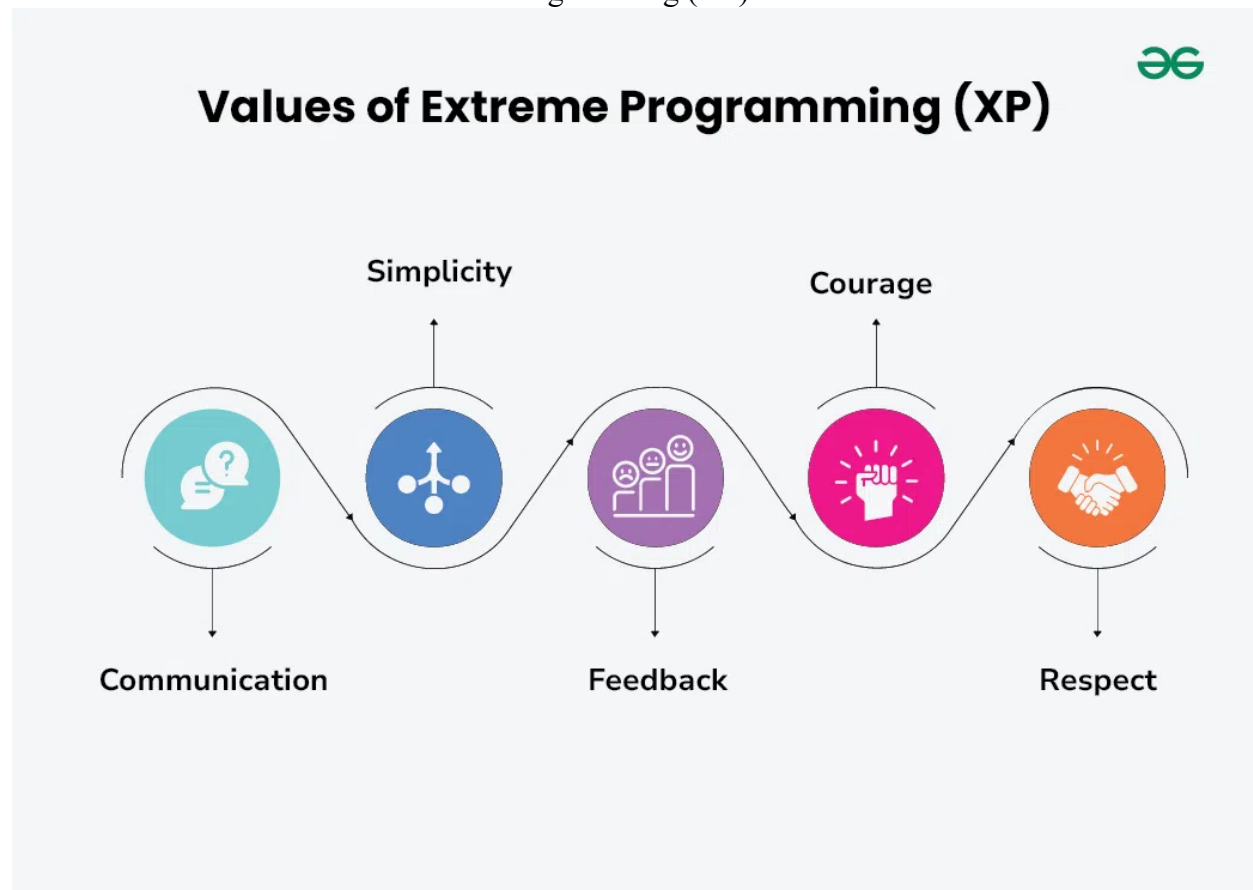 Values of Extreme Programming (XP)
Simplicity
Courage
?
Communication
Feedback
Respect